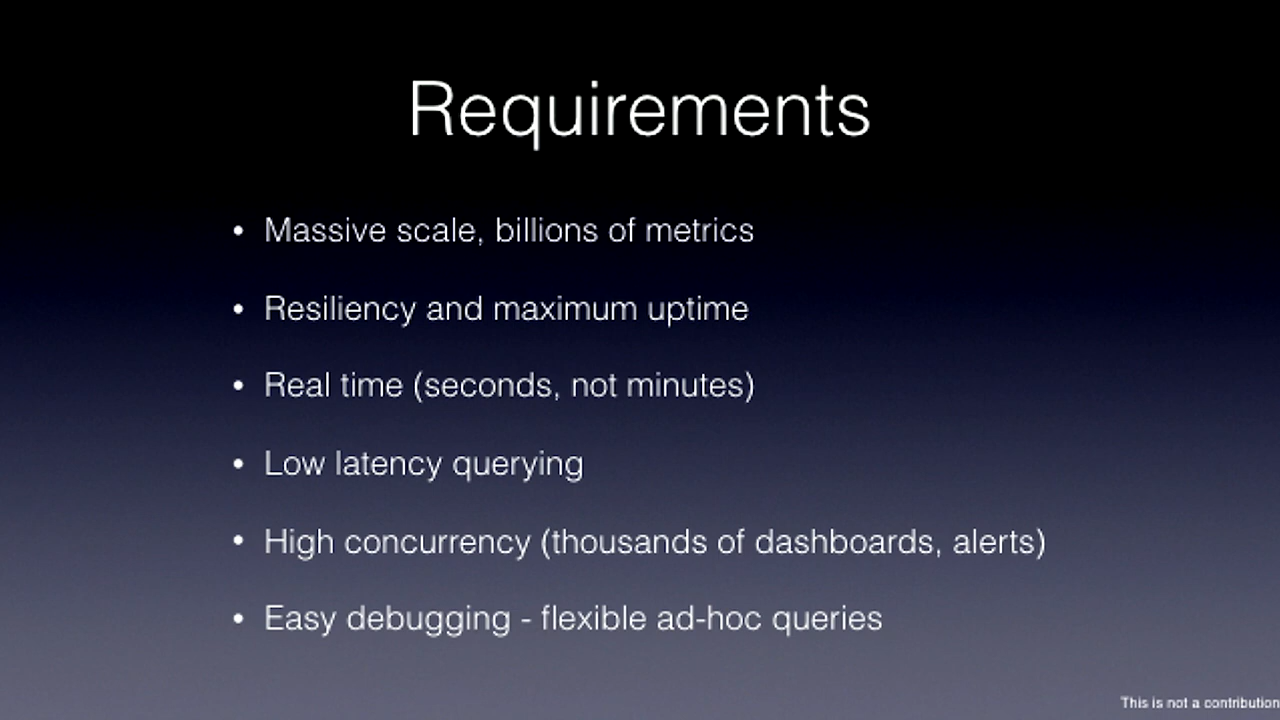 Requirements
• Massive scale, billions of metrics
• Resiliency and maximum uptime
• Real time (seconds, not minutes)
• Low latency querying
• High concurrency (thousands of dashboards, alerts)
• Easy debugging - flexible ad-hoc queries
This is not a contribution